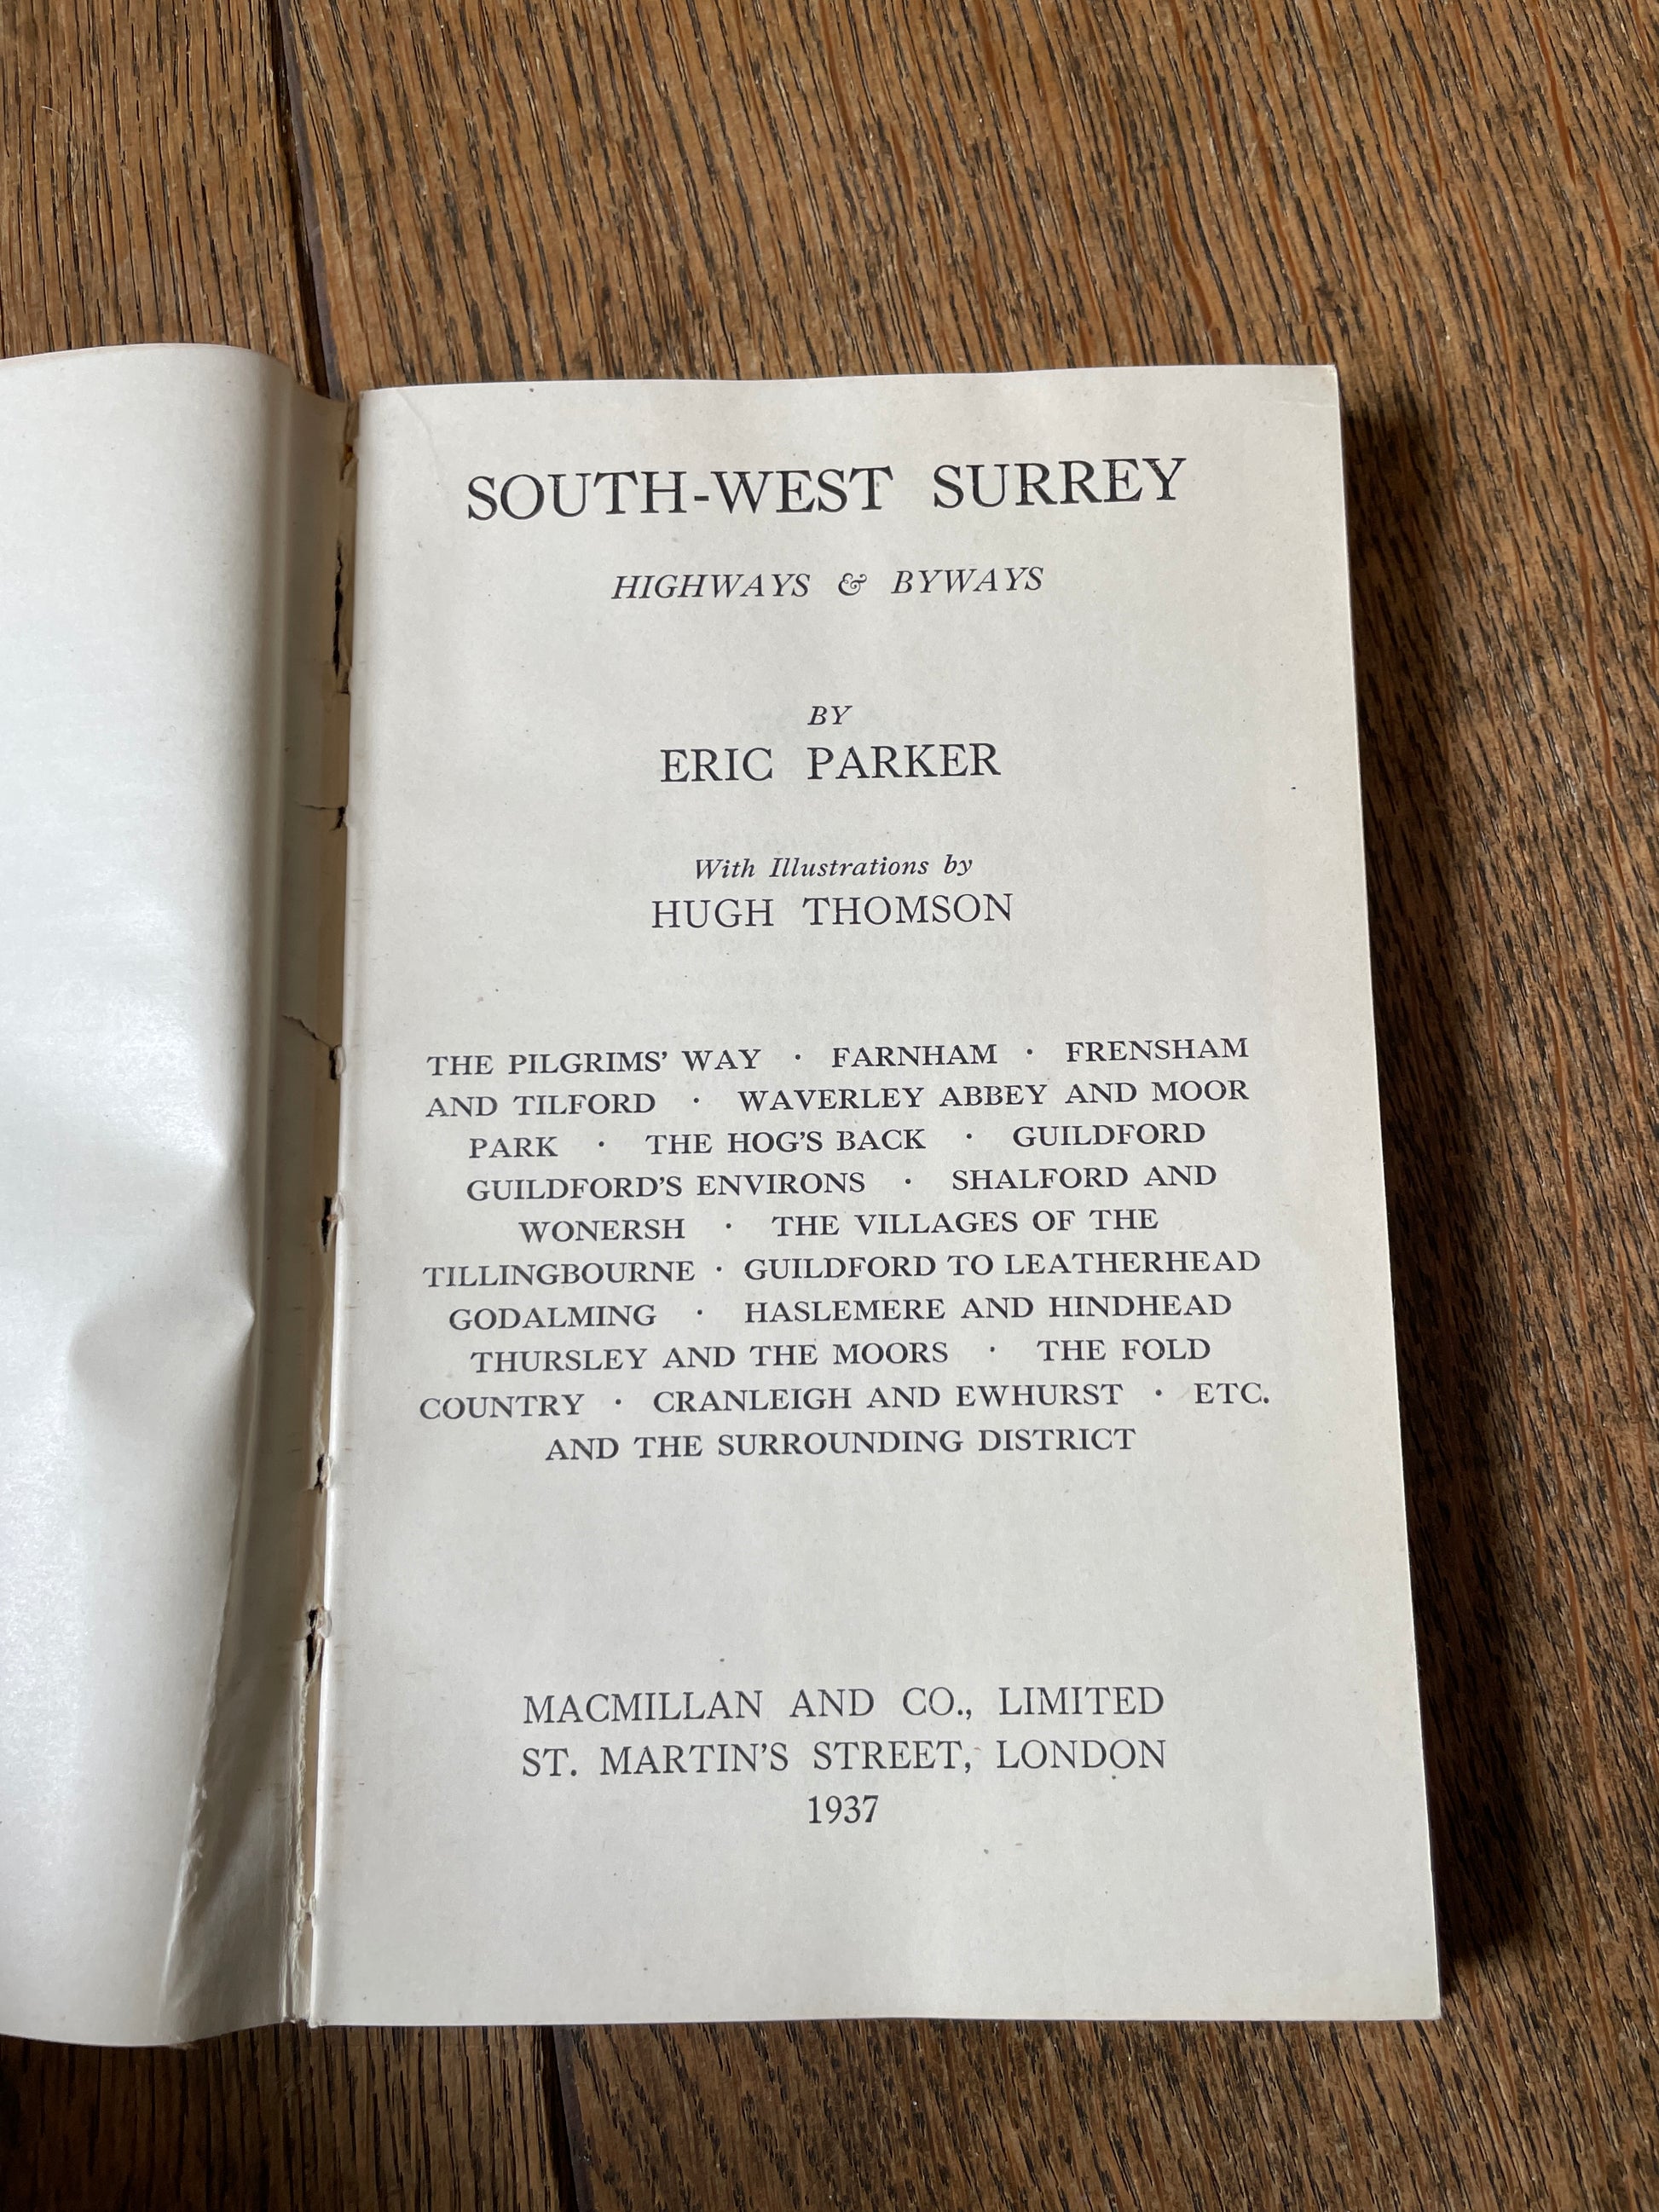 SOUTH-WEST SURREY
HIGHWAYS & BYWAYS
BY
ERIC PARKER
With Illustrations by
HUGH THOMSON
THE PILGRIMS' WAY · FARNHAM · FRENSHAM
AND TILFORD · WAVERLEY ABBEY AND MOOR
PARK · THE HOG'S BACK · GUILDFORD
GUILDFORD'S ENVIRONS · SHALFORD AND
WONERSH · THE VILLAGES OF THE
TILLINGBOURNE · GUILDFORD TO LEATHERHEAD
GODALMING · HASLEMERE AND HINDHEAD
THURSLEY AND THE MOORS · THE FOLD
COUNTRY · CRANLEIGH AND EWHURST · ETC.
AND THE SURROUNDING DISTRICT
MACMILLAN AND CO., LIMITED
ST. MARTIN'S STREET, LONDON
1937